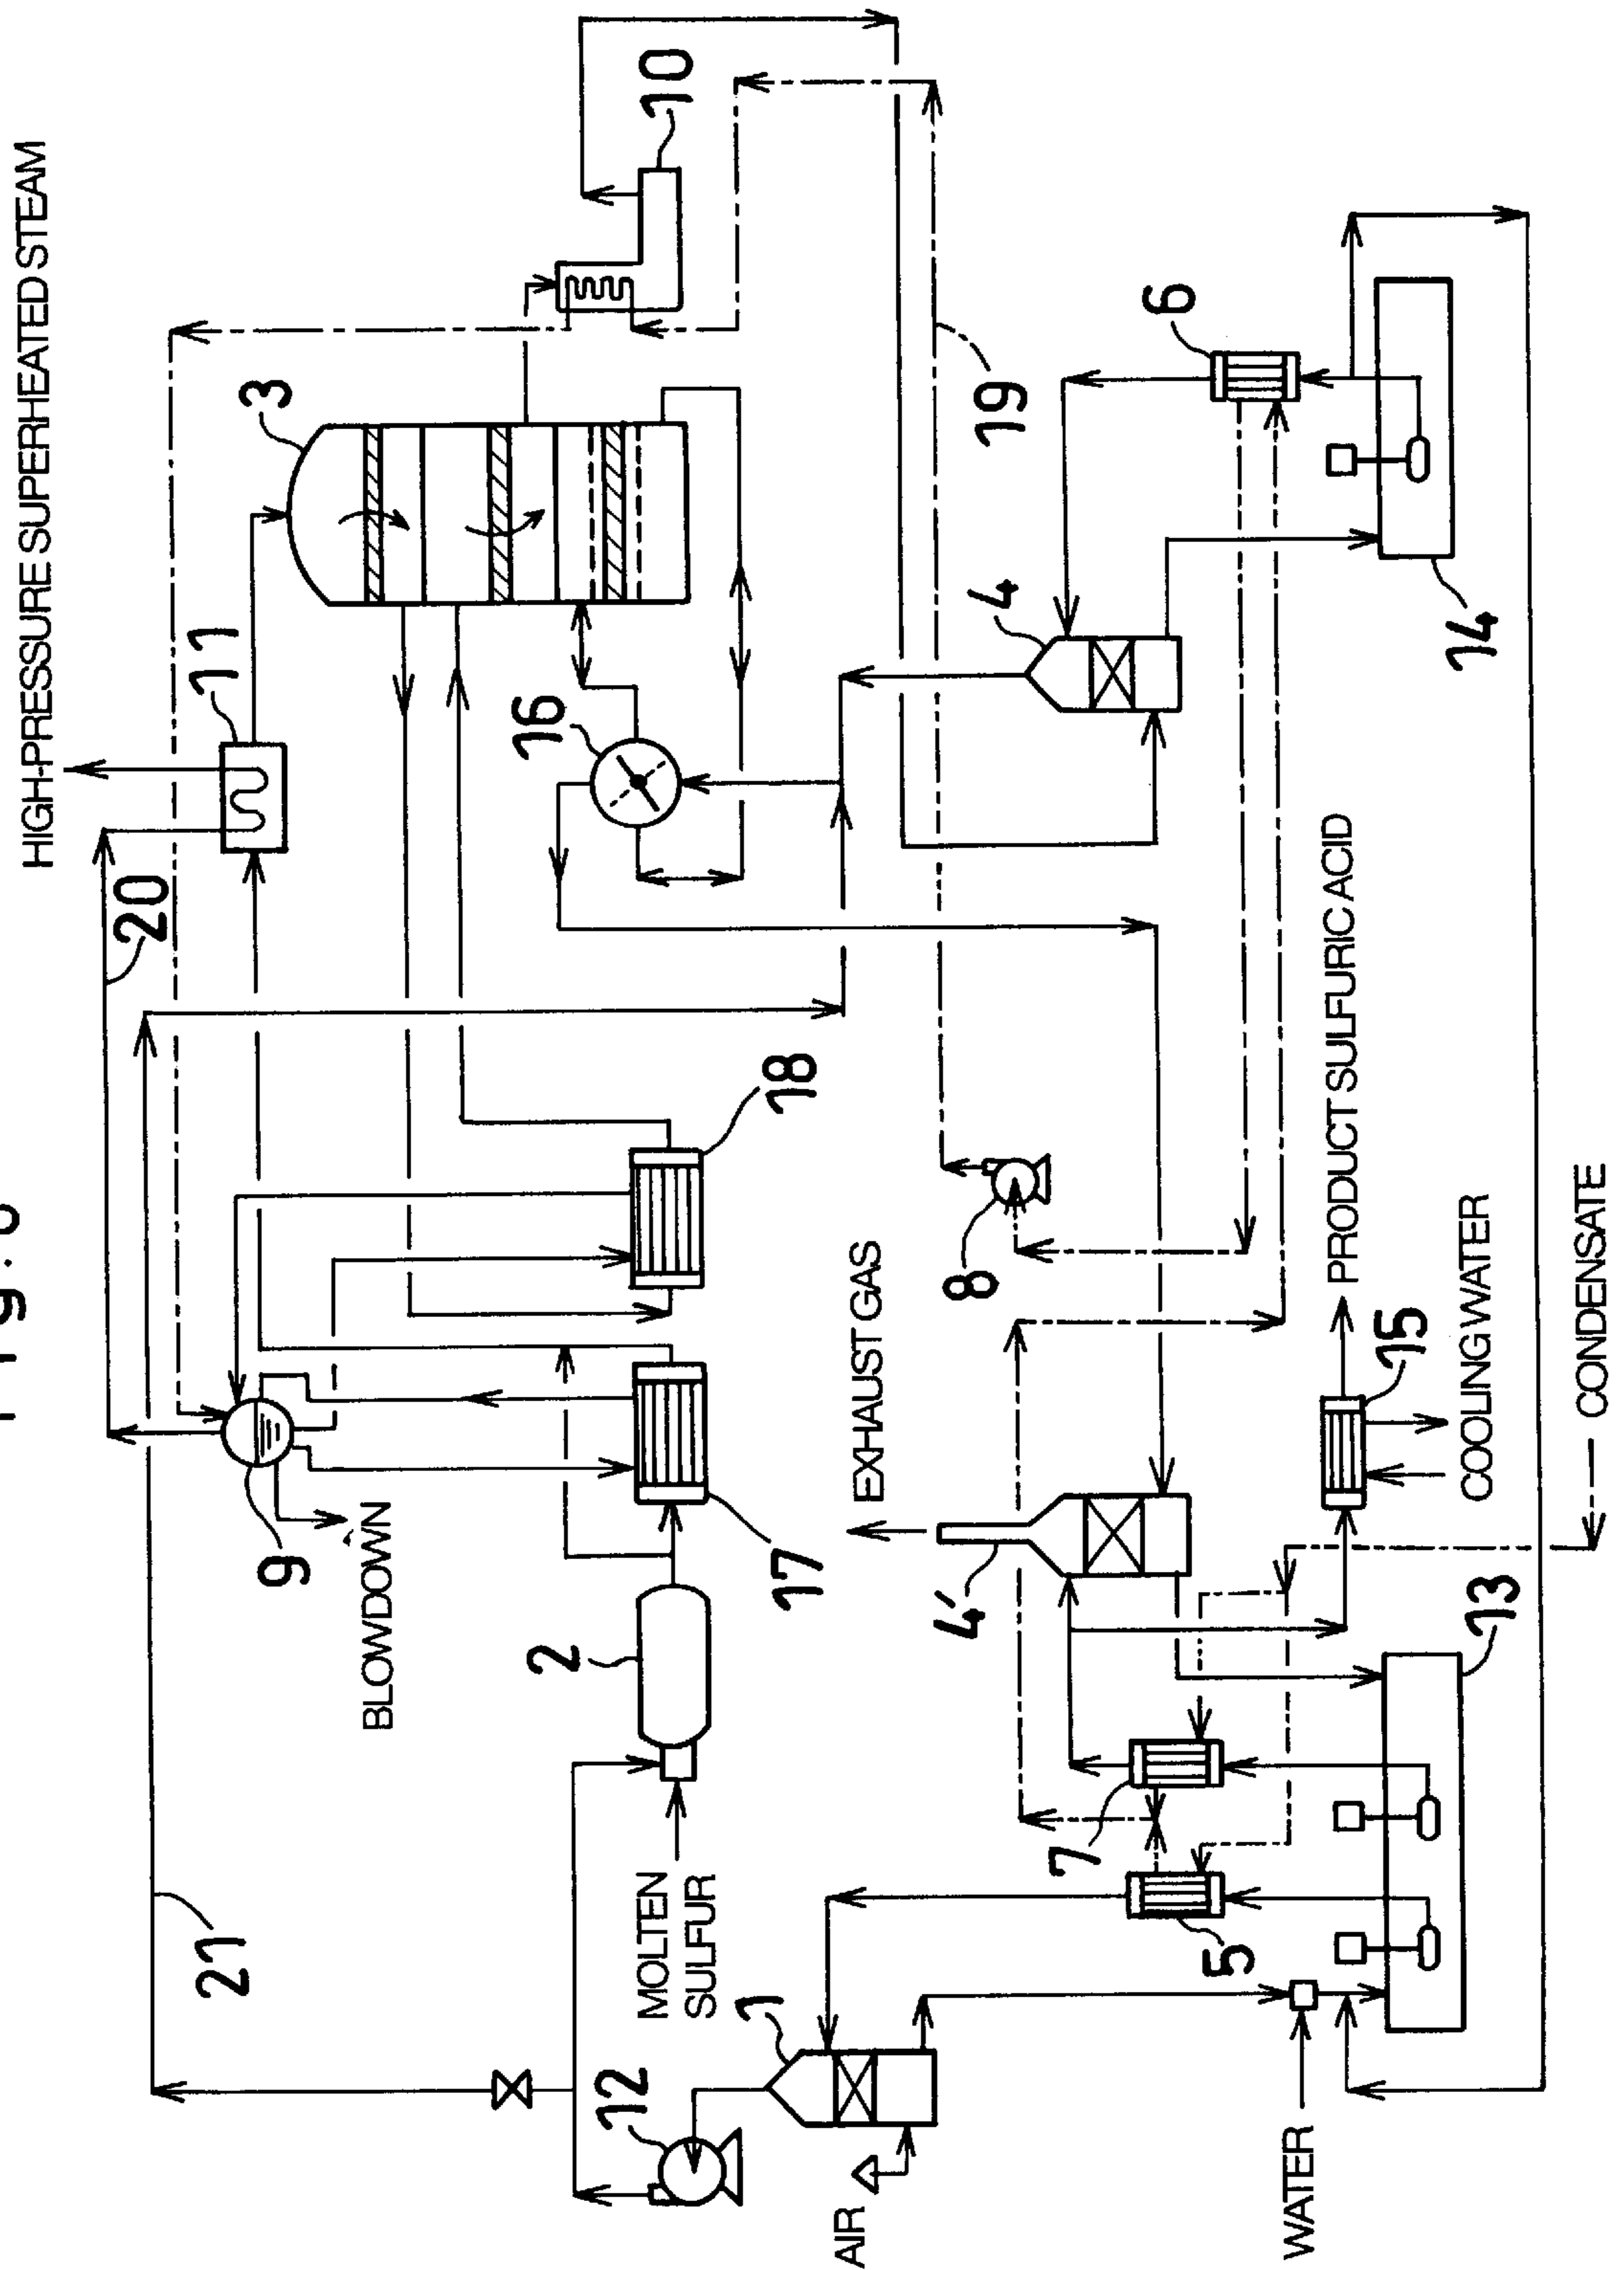 HIGH-PRESSURE SUPERHEATED STEAM
20
11
21
3
9
BLOWDOWN
16
2
12
MOLTEN
SULFUR
10
1
18
17
AIR
EXHAUST GAS
4'
8
4
19
7
6
5
WATER
PRODUCT SULFURIC ACID
15
14
COOLING WATER
13
CONDENSATE